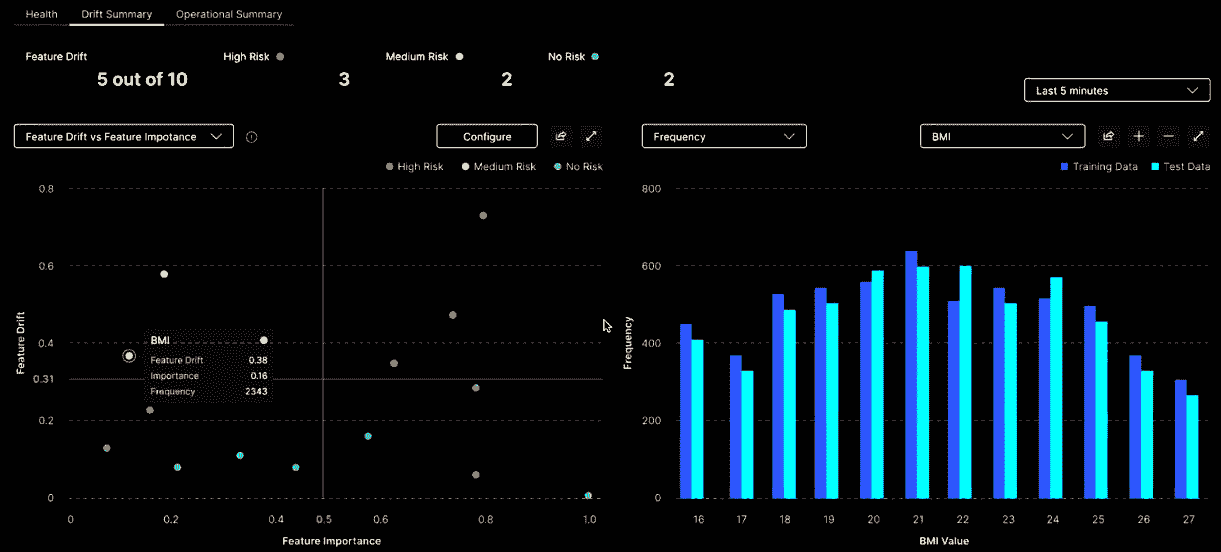 Health Drift Summary Operational Summary
Feature Drift High Risk Medium Risk No Risk
5 out of 10 3 2 2
Last 5 minutes
Feature Drift vs Feature Impotance Configure Frequency BMI
High Risk Medium Risk No Risk
Training Data Test Data
0.8
0.6
0.4
0.31
0.2
0
Feature Drift
BMI
Feature Drift 0.38
Importance 0.16
Frequency 2343
0 0.2 0.4 0.5 0.6 0.8 1.0
Feature Importance
800
600
400
200
0
Frequency
16 17 18 19 20 21 22 23 24 25 26 27
BMI Value